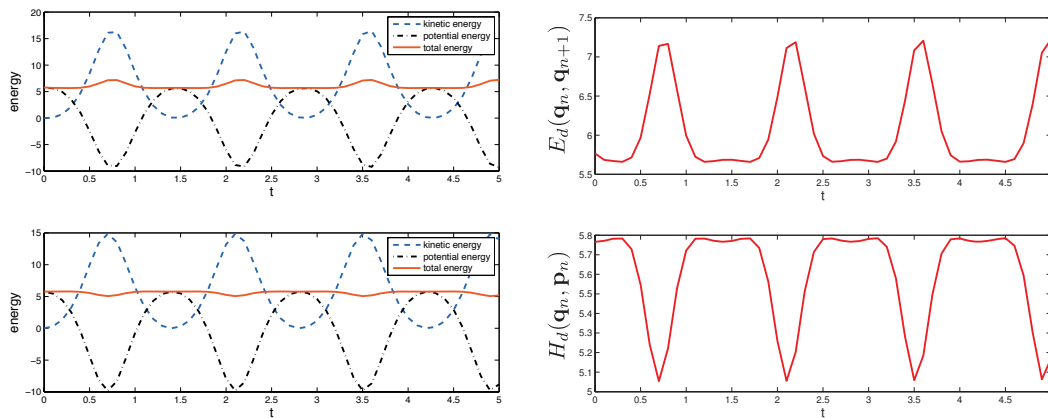 20
15
10
5
0
−5
−10
energy
0 0.5 1 1.5 2 2.5 3 3.5 4 4.5 5
t
kinetic energy
potential energy
total energy
7.5
7
6.5
6
5.5
E_d(q_n, q_{n+1})
0 0.5 1 1.5 2 2.5 3 3.5 4 4.5
t
15
10
5
0
−5
−10
energy
0 0.5 1 1.5 2 2.5 3 3.5 4 4.5 5
t
kinetic energy
potential energy
total energy
5.8
5.7
5.6
5.5
5.4
5.3
5.2
5.1
5
H_d(q_n, p_n)
0 0.5 1 1.5 2 2.5 3 3.5 4 4.5
t